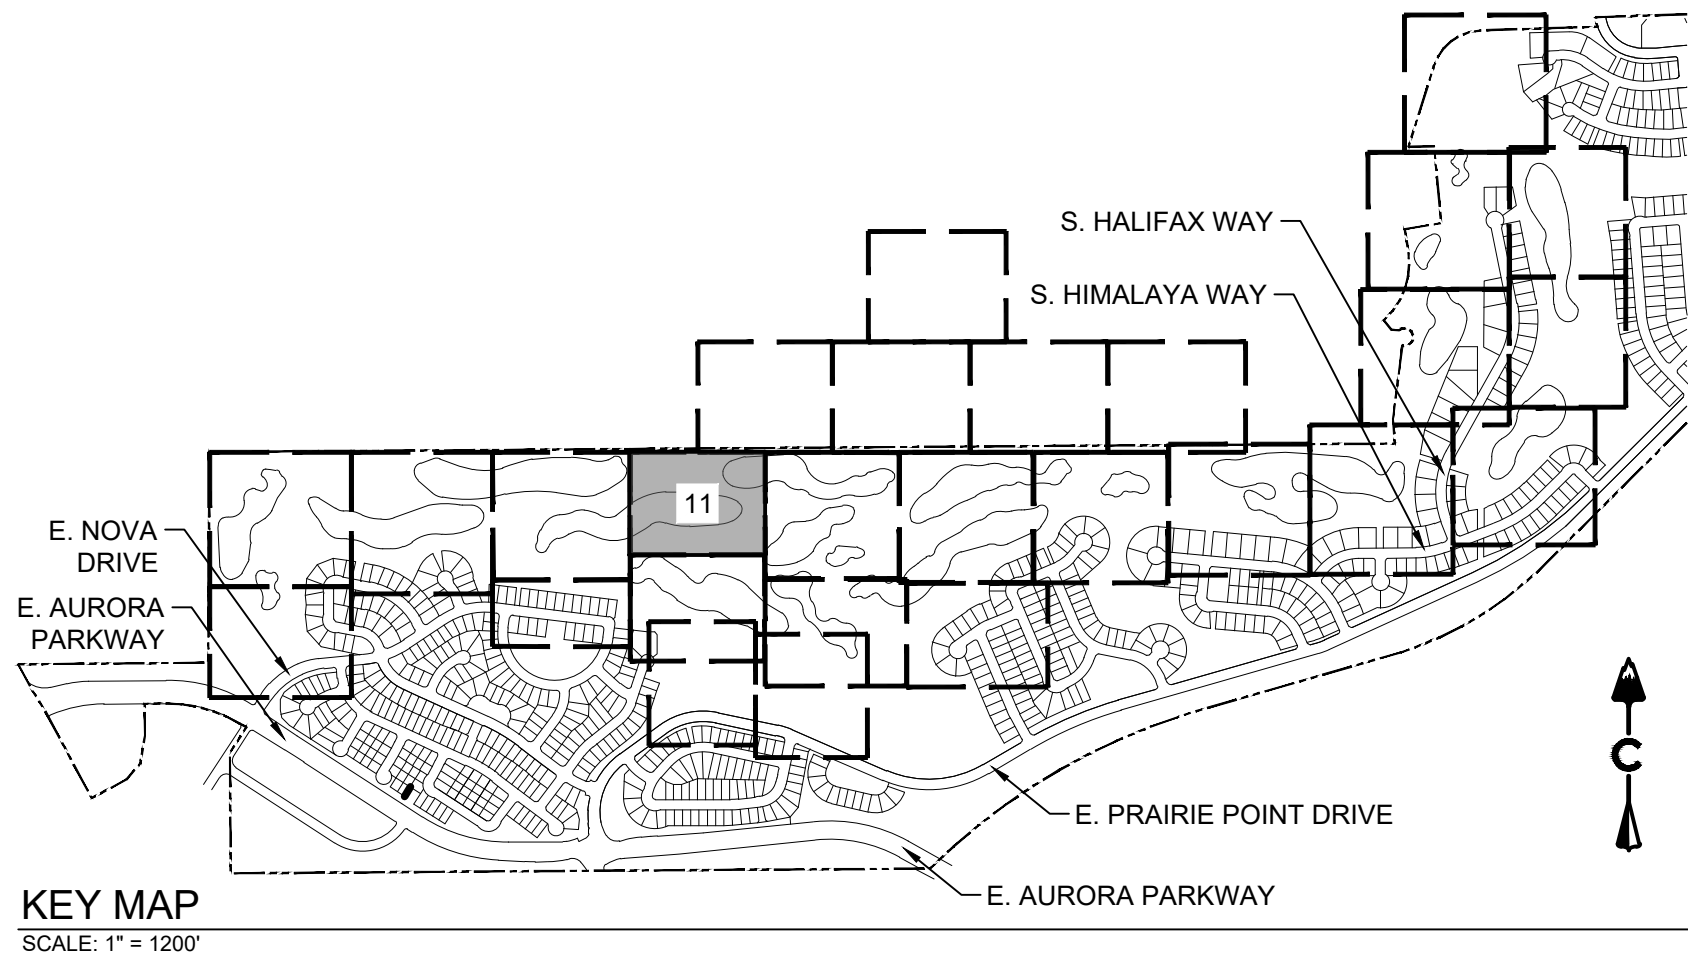 S. HALIFAX WAY
S. HIMALAYA WAY
11
E. NOVA
DRIVE
E. AURORA
PARKWAY
C
E. PRAIRIE POINT DRIVE
E. AURORA PARKWAY
KEY MAP
SCALE: 1" = 1200'